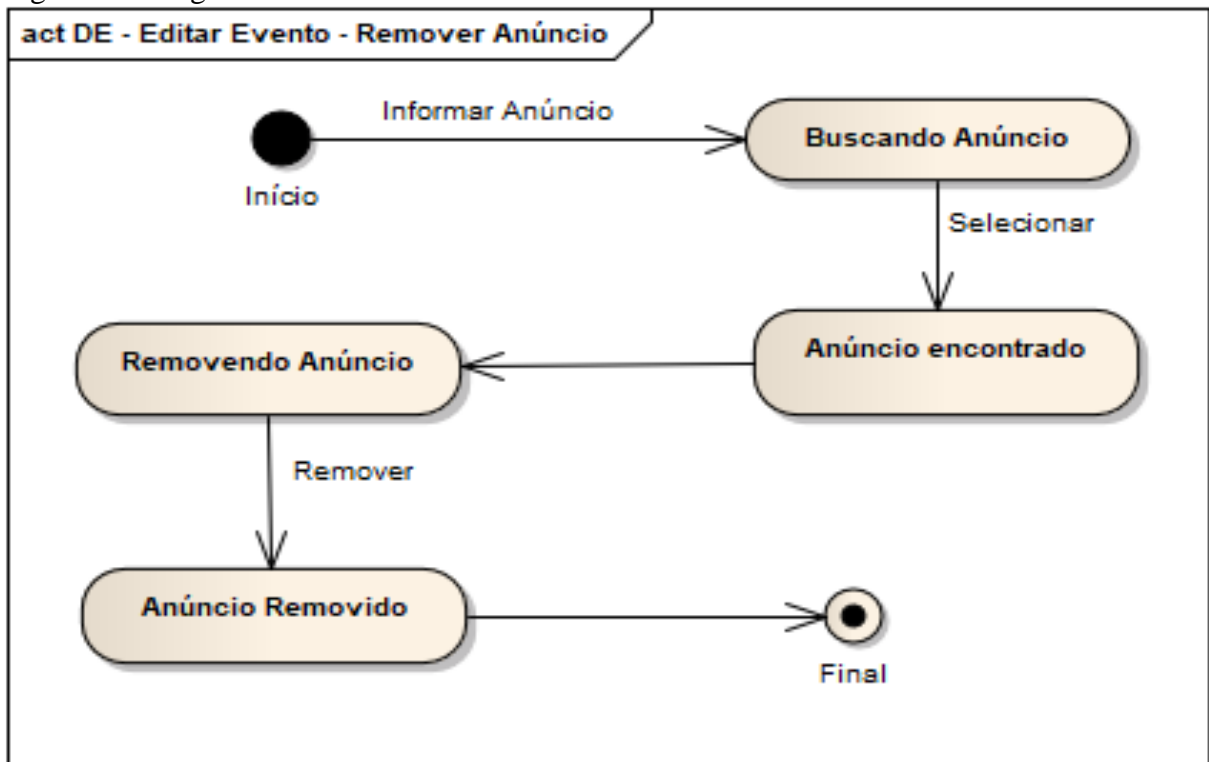 act DE - Editar Evento - Remover Anúncio
Informar Anúncio
Buscando Anúncio
Início
Selecionar
Anúncio encontrado
Removendo Anúncio
Remover
Anúncio Removido
Final